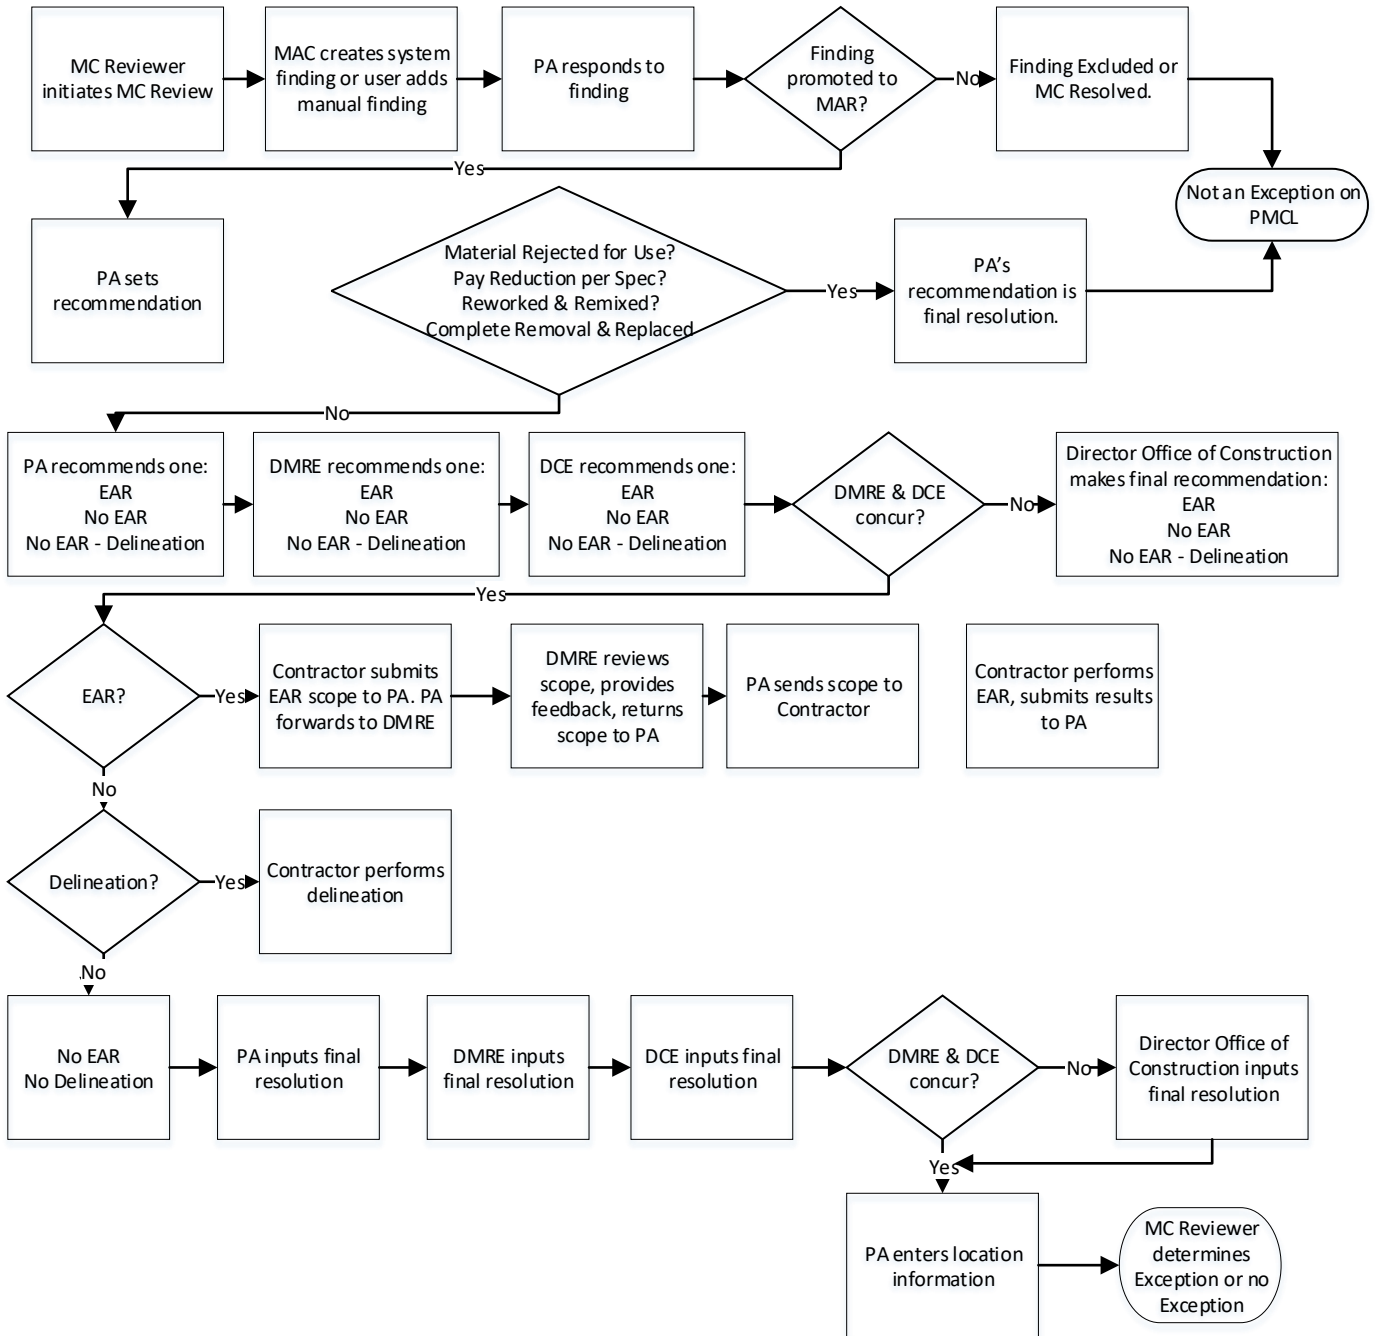 MC Reviewer
initiates MC Review
MAC creates system
finding or user adds
manual finding
PA responds to
finding
Finding
promoted to
MAR?
No
Finding Excluded or
MC Resolved.
Yes
Not an Exception on
PMCL
PA sets
recommendation
Material Rejected for Use?
Pay Reduction per Spec?
Reworked & Remixed?
Complete Removal & Replaced
Yes
PA's
recommendation is
final resolution.
No
PA recommends one:
EAR
No EAR
No EAR - Delineation
DMRE recommends one:
EAR
No EAR
No EAR - Delineation
DCE recommends one:
EAR
No EAR
No EAR - Delineation
DMRE & DCE
concur?
No
Director Office of Construction
makes final recommendation:
EAR
No EAR
No EAR - Delineation
Yes
EAR?
Yes
Contractor submits
EAR scope to PA. PA
forwards to DMRE
DMRE reviews
scope, provides
feedback, returns
scope to PA
PA sends scope to
Contractor
Contractor performs
EAR, submits results
to PA
No
Delineation?
Yes
Contractor performs
delineation
No
No EAR
No Delineation
PA inputs final
resolution
DMRE inputs
final resolution
DCE inputs final
resolution
DMRE & DCE
concur?
No
Director Office of
Construction inputs
final resolution
Yes
PA enters location
information
MC Reviewer
determines
Exception or no
Exception